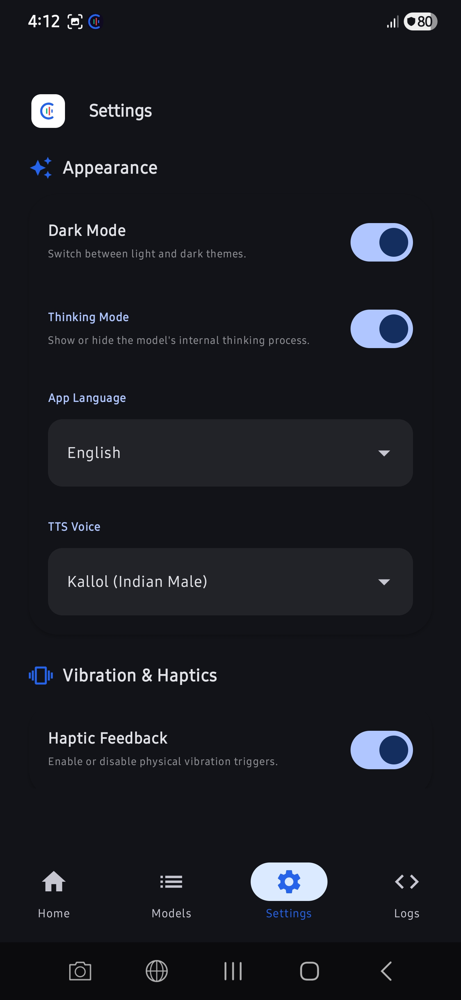 4:12
80
Settings
Appearance
Dark Mode
Switch between light and dark themes.
Thinking Mode
Show or hide the model's internal thinking process.
App Language
English
TTS Voice
Kallol (Indian Male)
Vibration & Haptics
Haptic Feedback
Enable or disable physical vibration triggers.
Home
Models
Settings
Logs